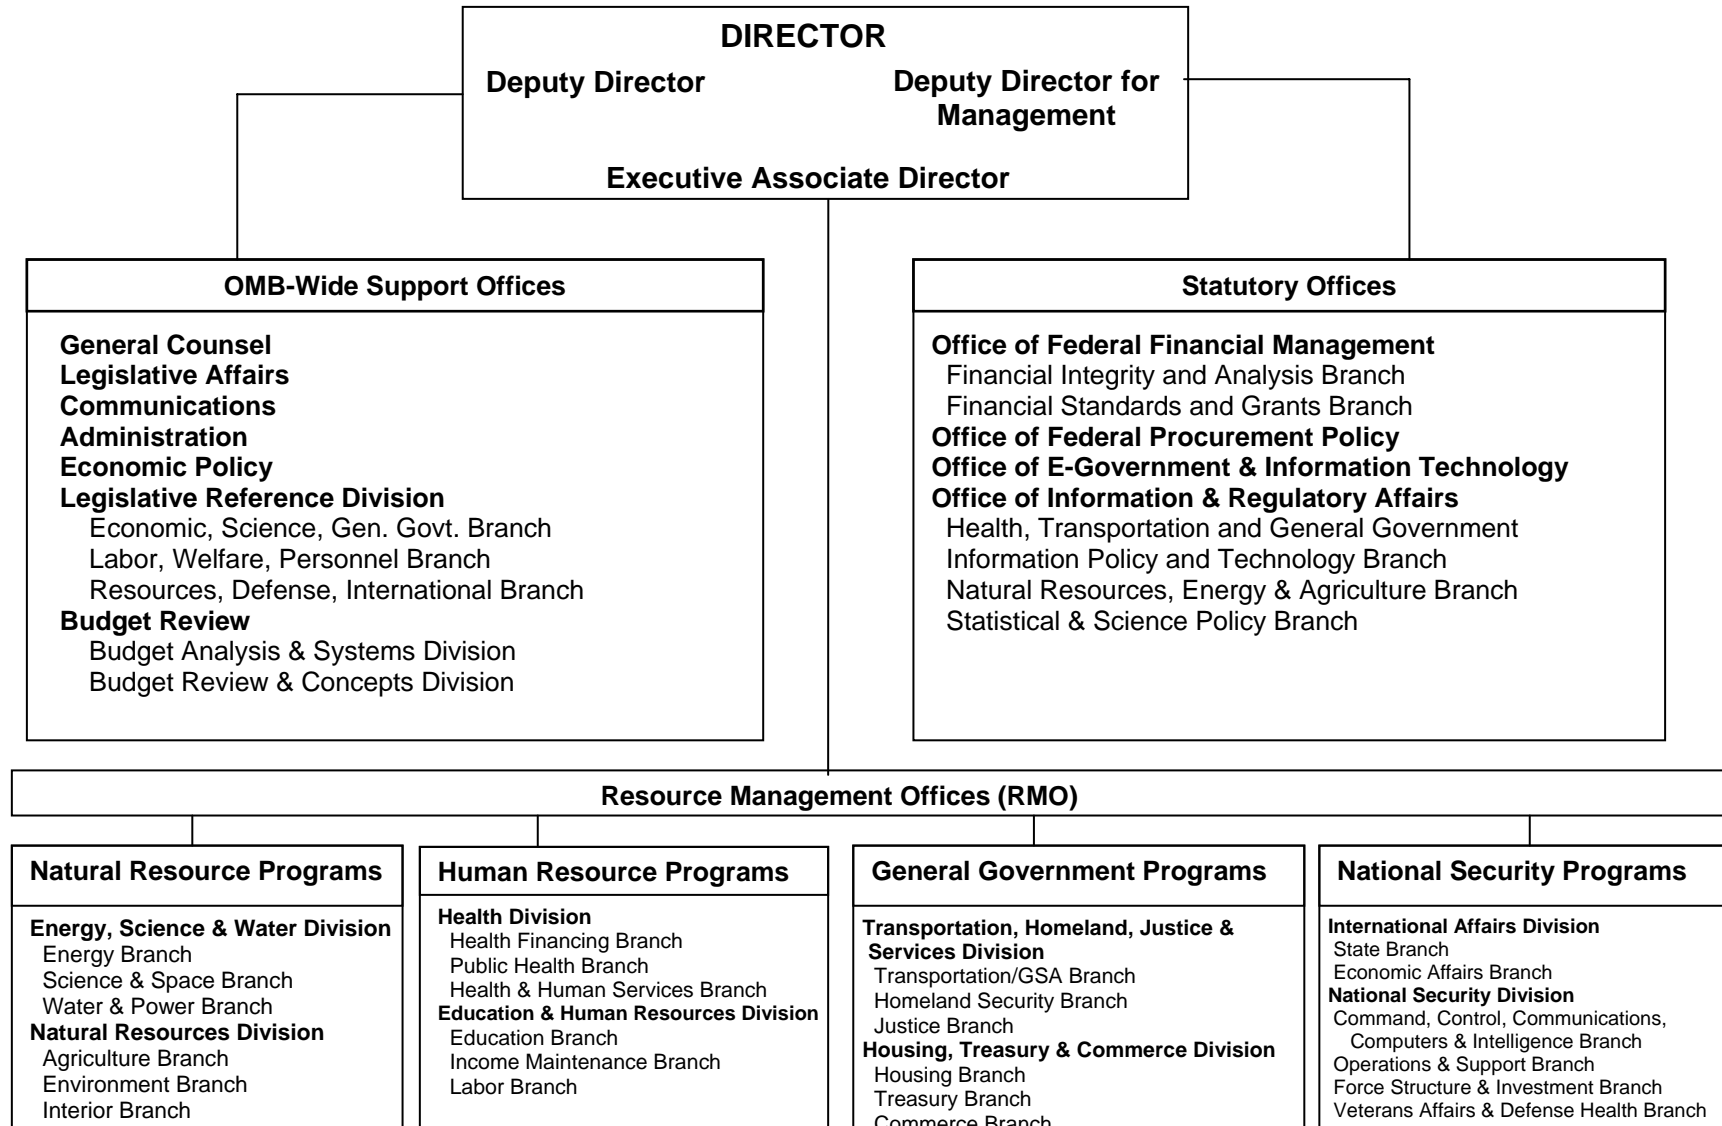 DIRECTOR
Deputy Director
Deputy Director for
Management
Executive Associate Director
OMB-Wide Support Offices
General Counsel
Legislative Affairs
Communications
Administration
Economic Policy
Legislative Reference Division
Economic, Science, Gen. Govt. Branch
Labor, Welfare, Personnel Branch
Resources, Defense, International Branch
Budget Review
Budget Analysis & Systems Division
Budget Review & Concepts Division
Statutory Offices
Office of Federal Financial Management
Financial Integrity and Analysis Branch
Financial Standards and Grants Branch
Office of Federal Procurement Policy
Office of E-Government & Information Technology
Office of Information & Regulatory Affairs
Health, Transportation and General Government
Information Policy and Technology Branch
Natural Resources, Energy & Agriculture Branch
Statistical & Science Policy Branch
Resource Management Offices (RMO)
Natural Resource Programs
Energy, Science & Water Division
Energy Branch
Science & Space Branch
Water & Power Branch
Natural Resources Division
Agriculture Branch
Environment Branch
Interior Branch
Human Resource Programs
Health Division
Health Financing Branch
Public Health Branch
Health & Human Services Branch
Education & Human Resources Division
Education Branch
Income Maintenance Branch
Labor Branch
General Government Programs
Transportation, Homeland, Justice &
Services Division
Transportation/GSA Branch
Homeland Security Branch
Justice Branch
Housing, Treasury & Commerce Division
Housing Branch
Treasury Branch
Commerce Branch
National Security Programs
International Affairs Division
State Branch
Economic Affairs Branch
National Security Division
Command, Control, Communications,
Computers & Intelligence Branch
Operations & Support Branch
Force Structure & Investment Branch
Veterans Affairs & Defense Health Branch